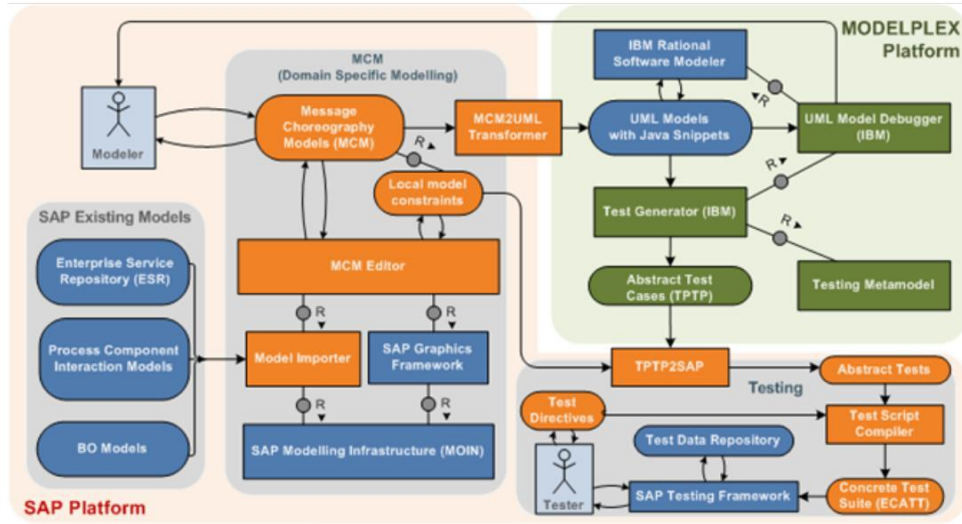 MODELPLEX
Platform
MCM
(Domain Specific Modelling)
IBM Rational
Software Modeler
R
Message
Choreography
Models (MCM)
MCM2UML
Transformer
UML Models
with Java Snippets
UML Model Debugger
(IBM)
Modeler
R
R
Local model
constraints
SAP Existing Models
Test Generator (IBM)
R
Enterprise Service
Repository (ESR)
MCM Editor
Abstract Test
Cases (TPTP)
Testing Metamodel
R
R
Process Component
Interaction Models
Model Importer
SAP Graphics
Framework
TPTP2SAP
Abstract Tests
Testing
R
R
Test
Directives
Test Script
Compiler
BO Models
SAP Modelling Infrastructure (MOIN)
Test Data Repository
Tester
SAP Testing Framework
Concrete Test
Suite (ECATT)
SAP Platform